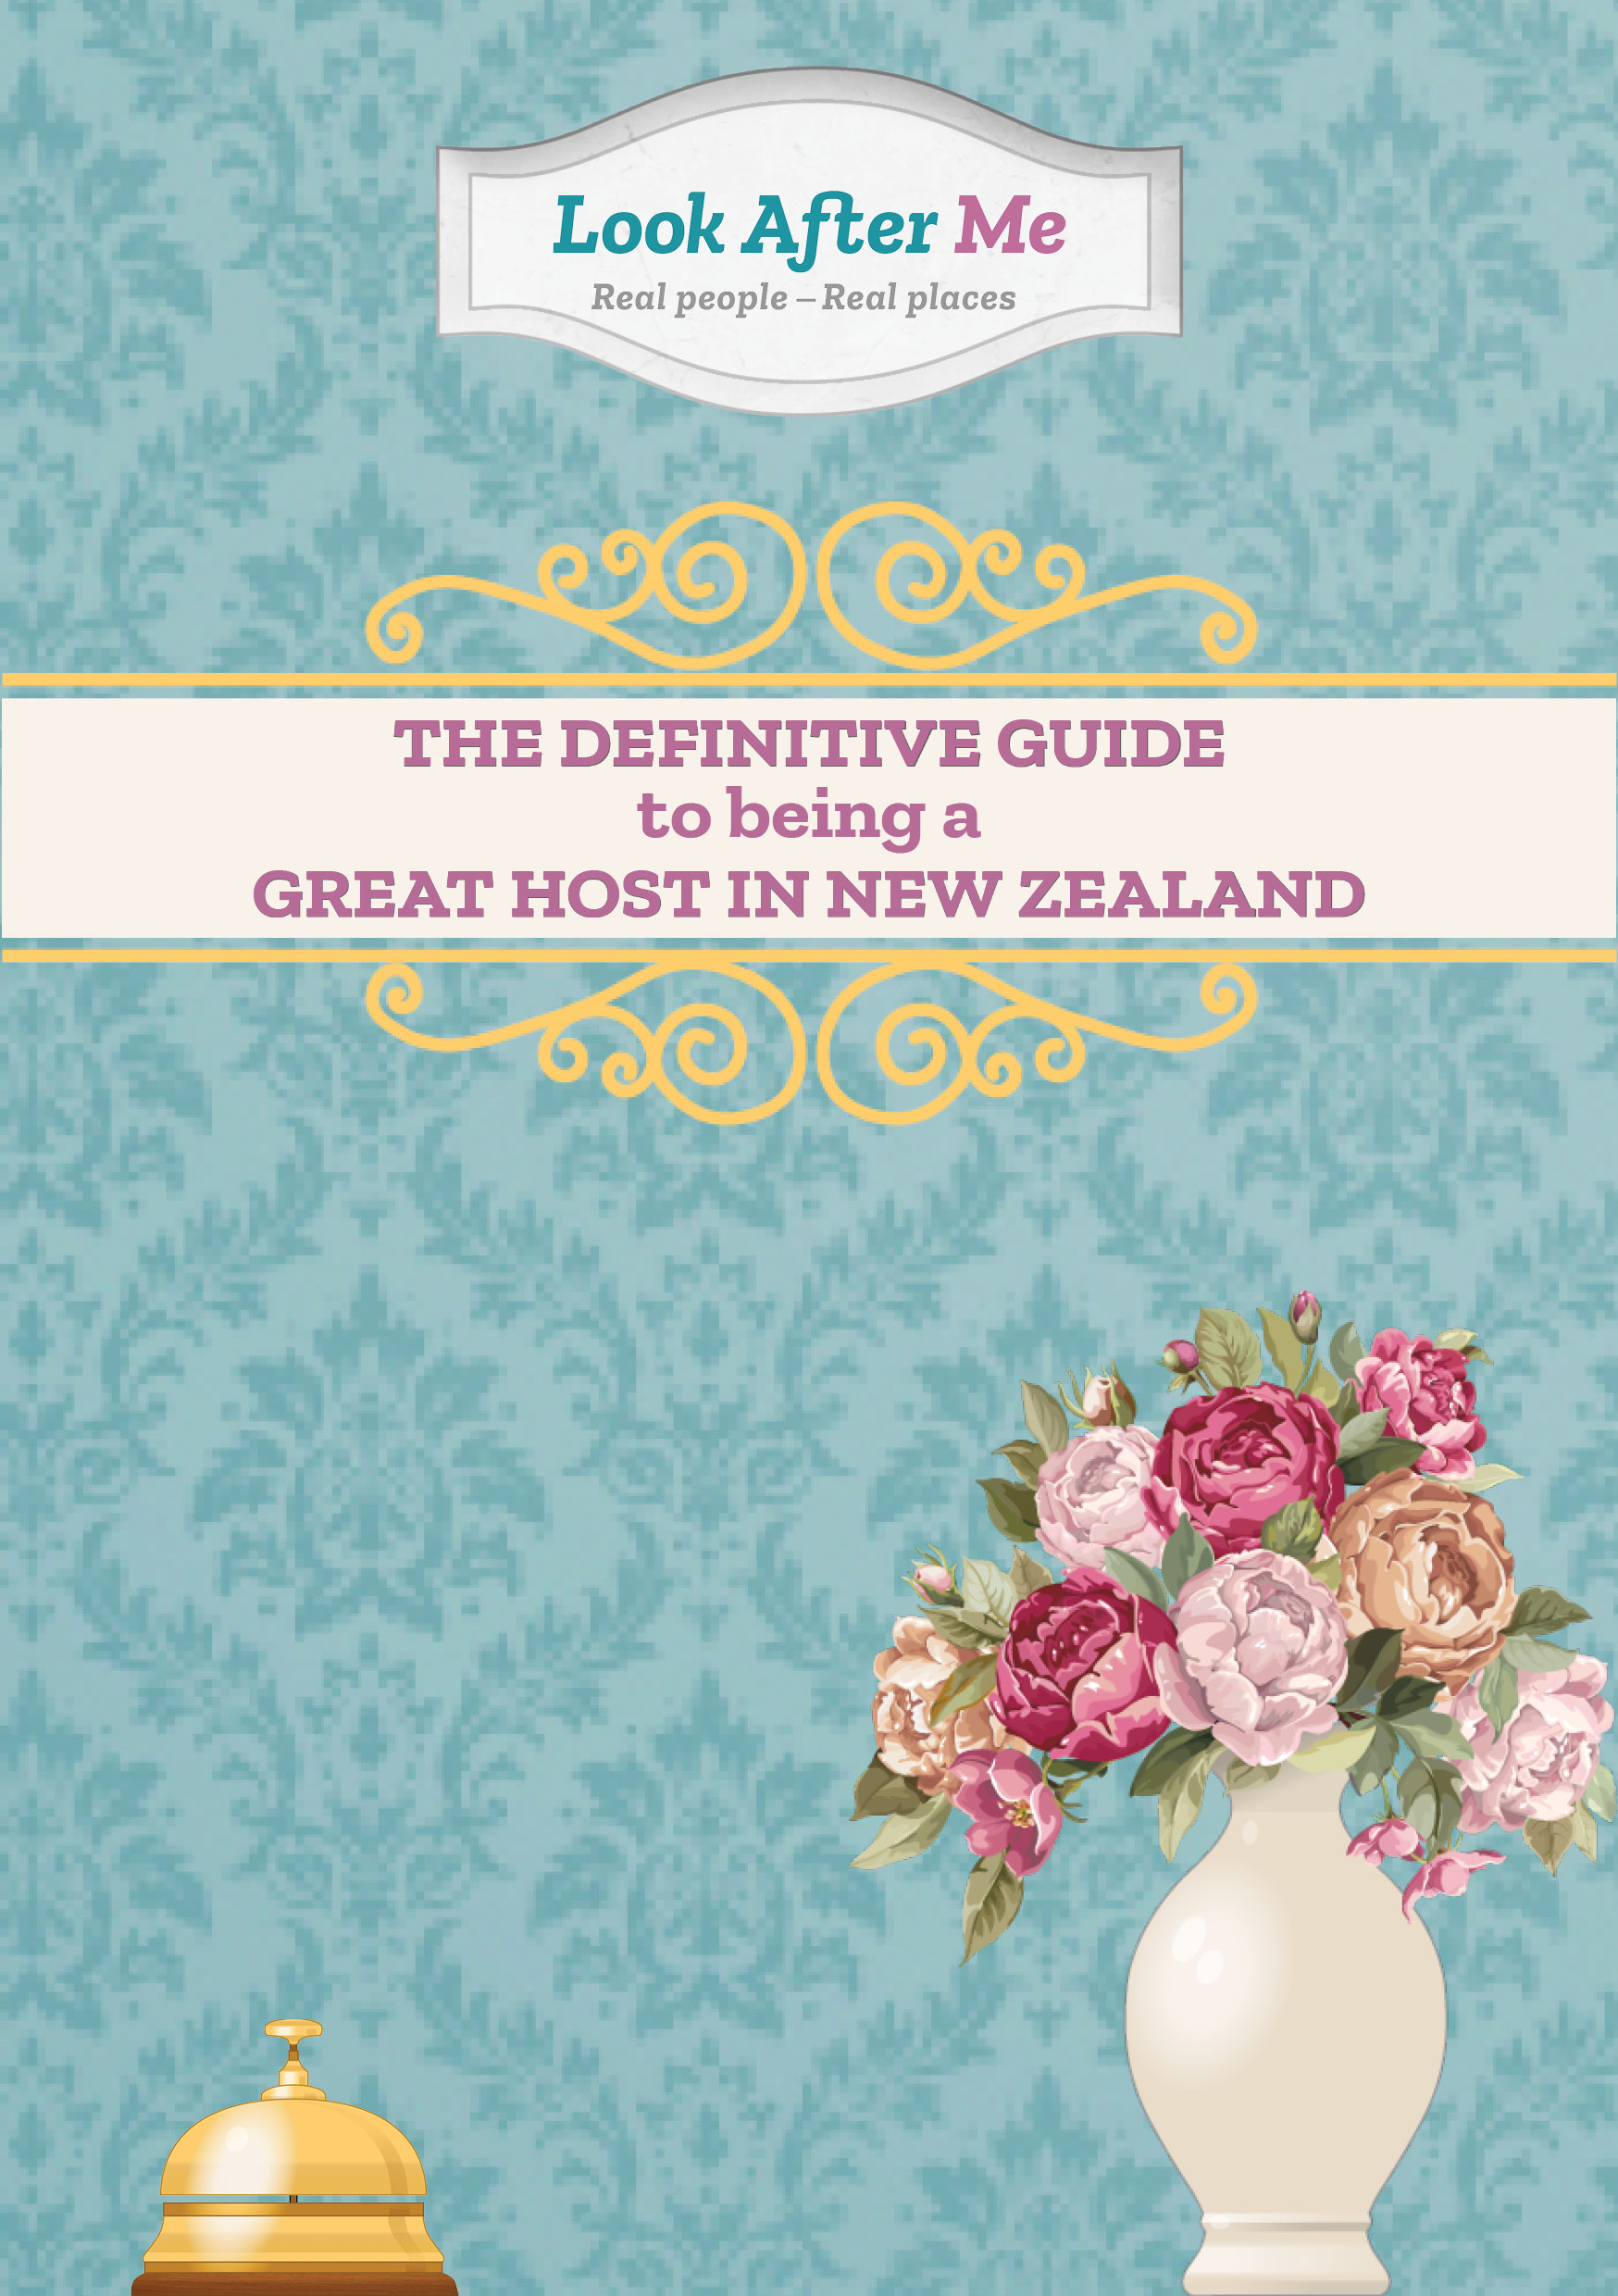 Look After Me
Real people – Real places
THE DEFINITIVE GUIDE
to being a
GREAT HOST IN NEW ZEALAND